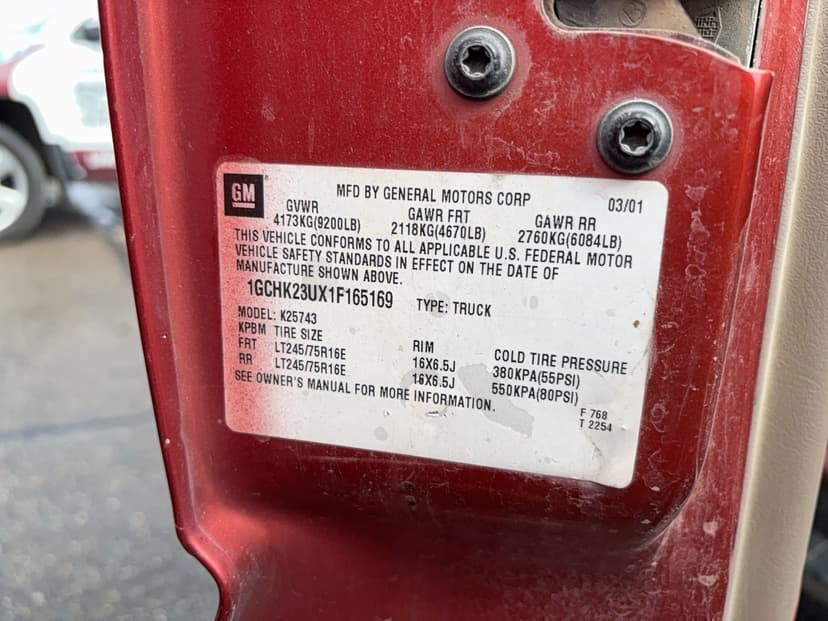 GM
MFD BY GENERAL MOTORS CORP 03/01
GVWR GAWR FRT GAWR RR
4173KG(9200LB) 2118KG(4670LB) 2760KG(6084LB)
THIS VEHICLE CONFORMS TO ALL APPLICABLE U.S. FEDERAL MOTOR
VEHICLE SAFETY STANDARDS IN EFFECT ON THE DATE OF
MANUFACTURE SHOWN ABOVE.
1GCHK23UX1F165169 TYPE: TRUCK
MODEL: K25743
KPBM TIRE SIZE RIM COLD TIRE PRESSURE
FRT LT245/75R16E 16X6.5J 380KPA(55PSI)
RR LT245/75R16E 16X6.5J 550KPA(80PSI)
SEE OWNER'S MANUAL FOR MORE INFORMATION.
F 768
T 2254